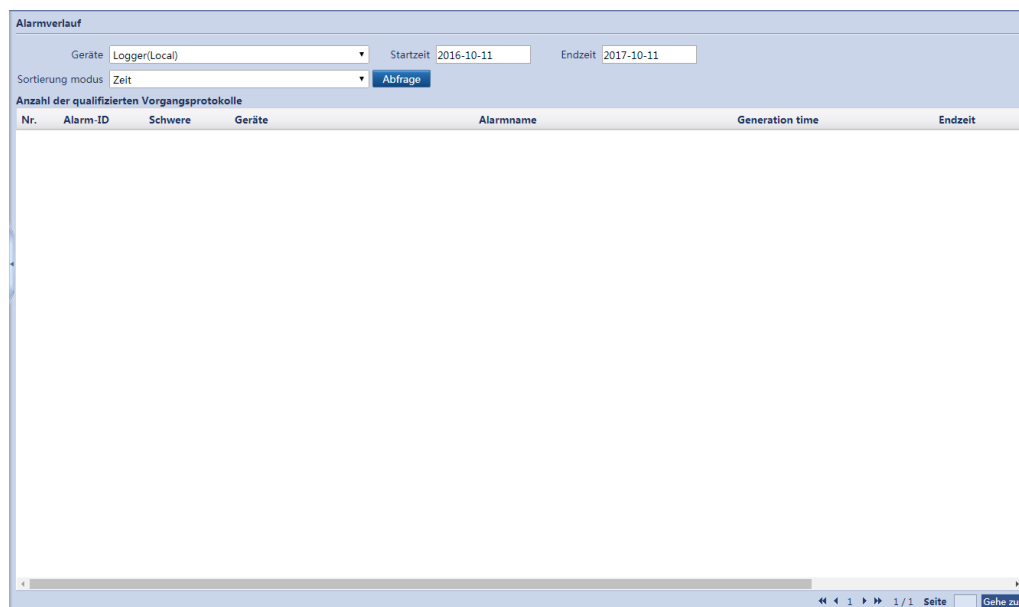 Alarmverlauf
Geräte Logger(Local) Startzeit 2016-10-11 Endzeit 2017-10-11
Sortierung modus Zeit Abfrage
Anzahl der qualifizierten Vorgangsprotokolle
Nr. Alarm-ID Schwere Geräte Alarmname Generation time Endzeit
1 1 / 1 Seite Gehe zu